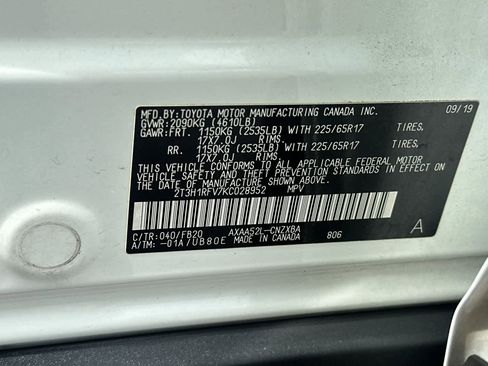 MFD.BY:TOYOTA MOTOR MANUFACTURING CANADA INC. 09/19
GVWR:2090KG (4610LB)
GAWR:FRT. 1150KG (2535LB) WITH 225/65R17 TIRES,
17X7.0J RIMS.
RR. 1150KG (2535LB) WITH 225/65R17 TIRES,
17X7.0J RIMS.
THIS VEHICLE CONFORMS TO ALL APPLICABLE FEDERAL MOTOR
VEHICLE SAFETY AND THEFT PREVENTION STANDARDS IN EFFECT ON
THE DATE OF MANUFACTURE SHOWN ABOVE.
2T3H1RFV7KC028952 MPV
C/TR:040/FB20 AXAA52L-CNZXBA A
A/TM:-01A/UB80E MADE IN CANADA 806